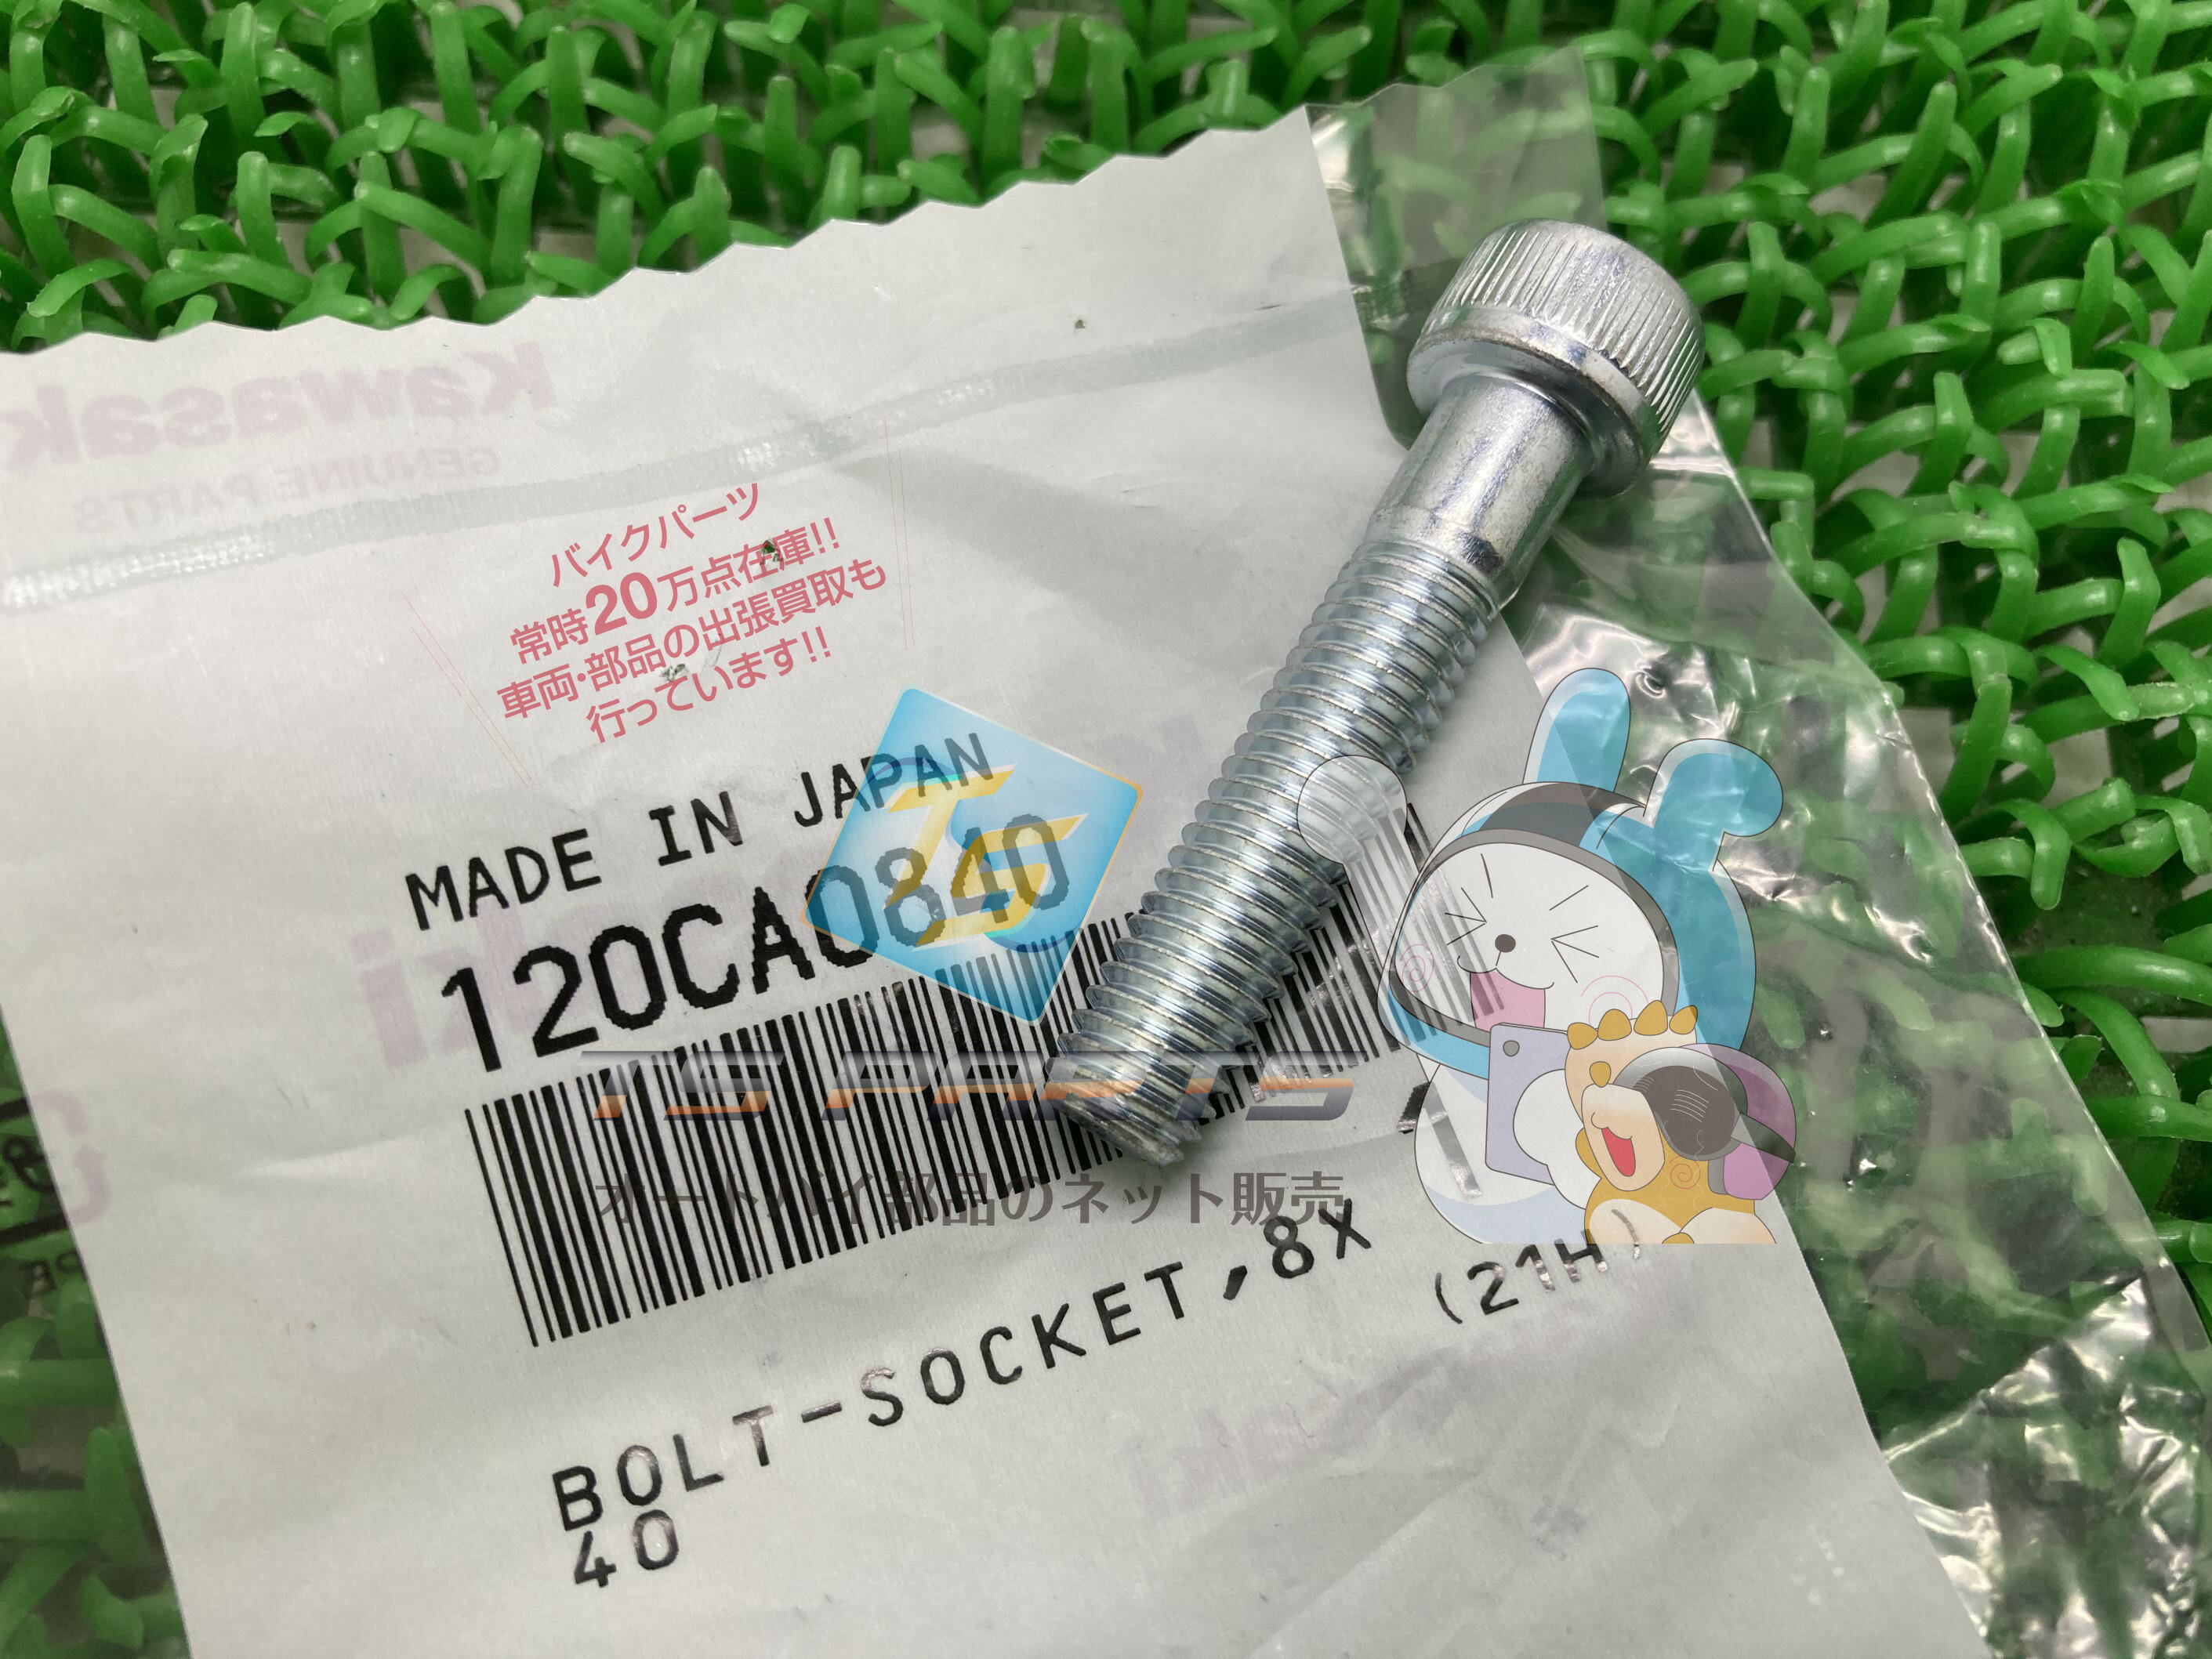 Kawasaki
GENUINE PARTS
バイクパーツ
常時20万点在庫!!
車両・部品の出張買取も
行っています!!
MADE IN JAPAN
120CA0840
TS
TS PARTS
オートバイ部品のネット販売
BOLT-SOCKET,8X
40
(21H)